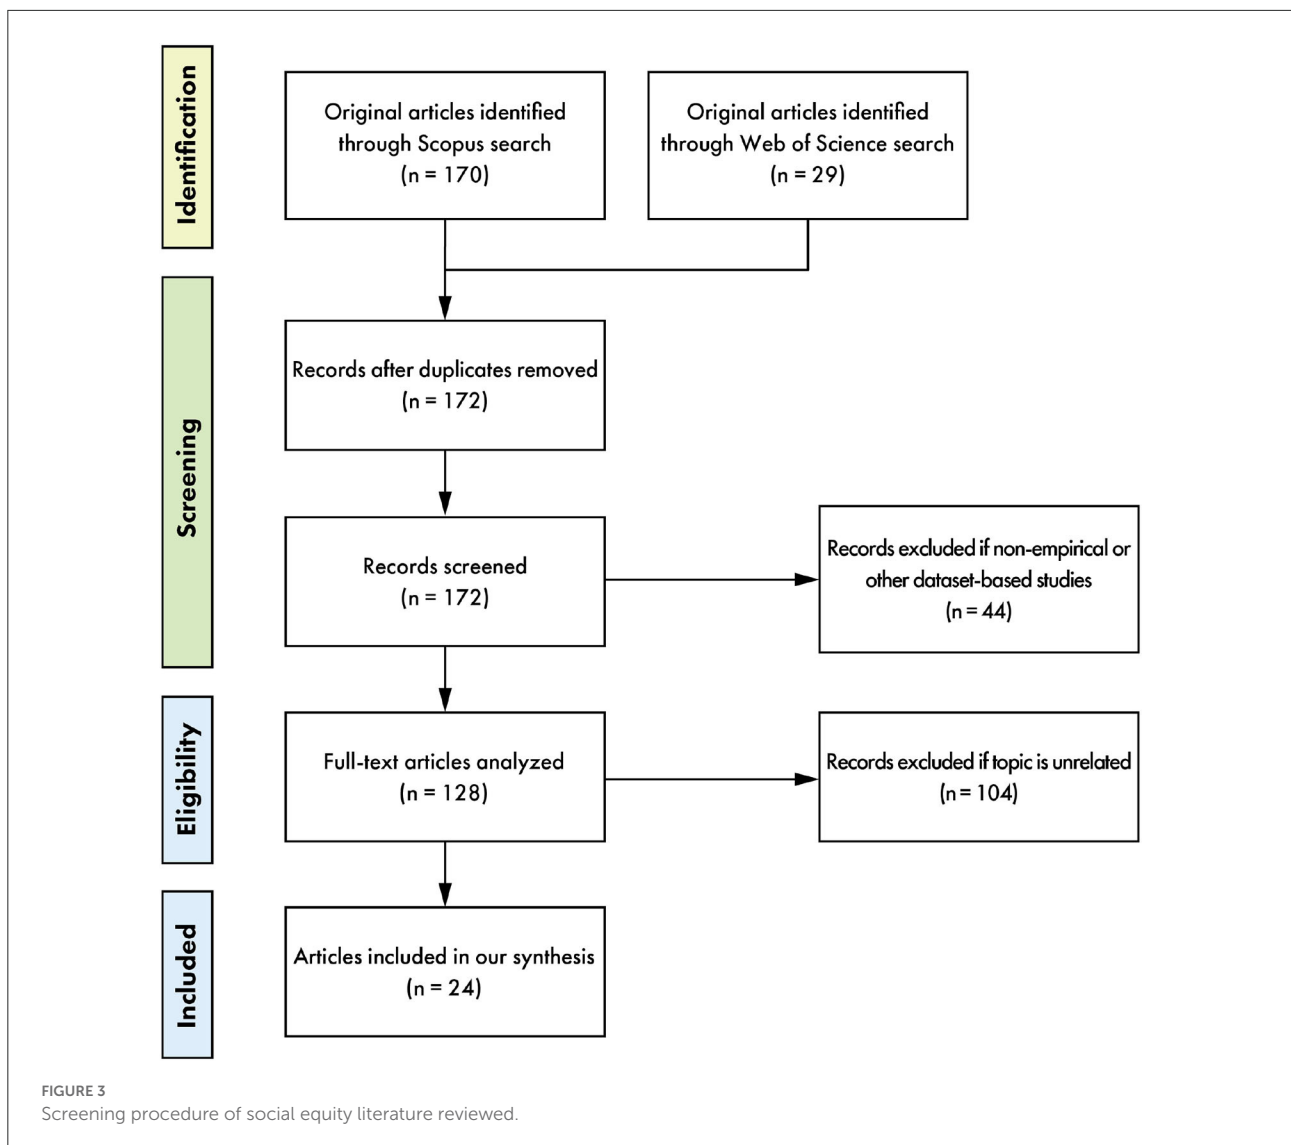 Identification
Original articles identified
through Scopus search
(n = 170)
Original articles identified
through Web of Science search
(n = 29)
Screening
Records after duplicates removed
(n = 172)
Records screened
(n = 172)
Records excluded if non-empirical or
other dataset-based studies
(n = 44)
Eligibility
Full-text articles analyzed
(n = 128)
Records excluded if topic is unrelated
(n = 104)
Included
Articles included in our synthesis
(n = 24)
FIGURE 3
Screening procedure of social equity literature reviewed.